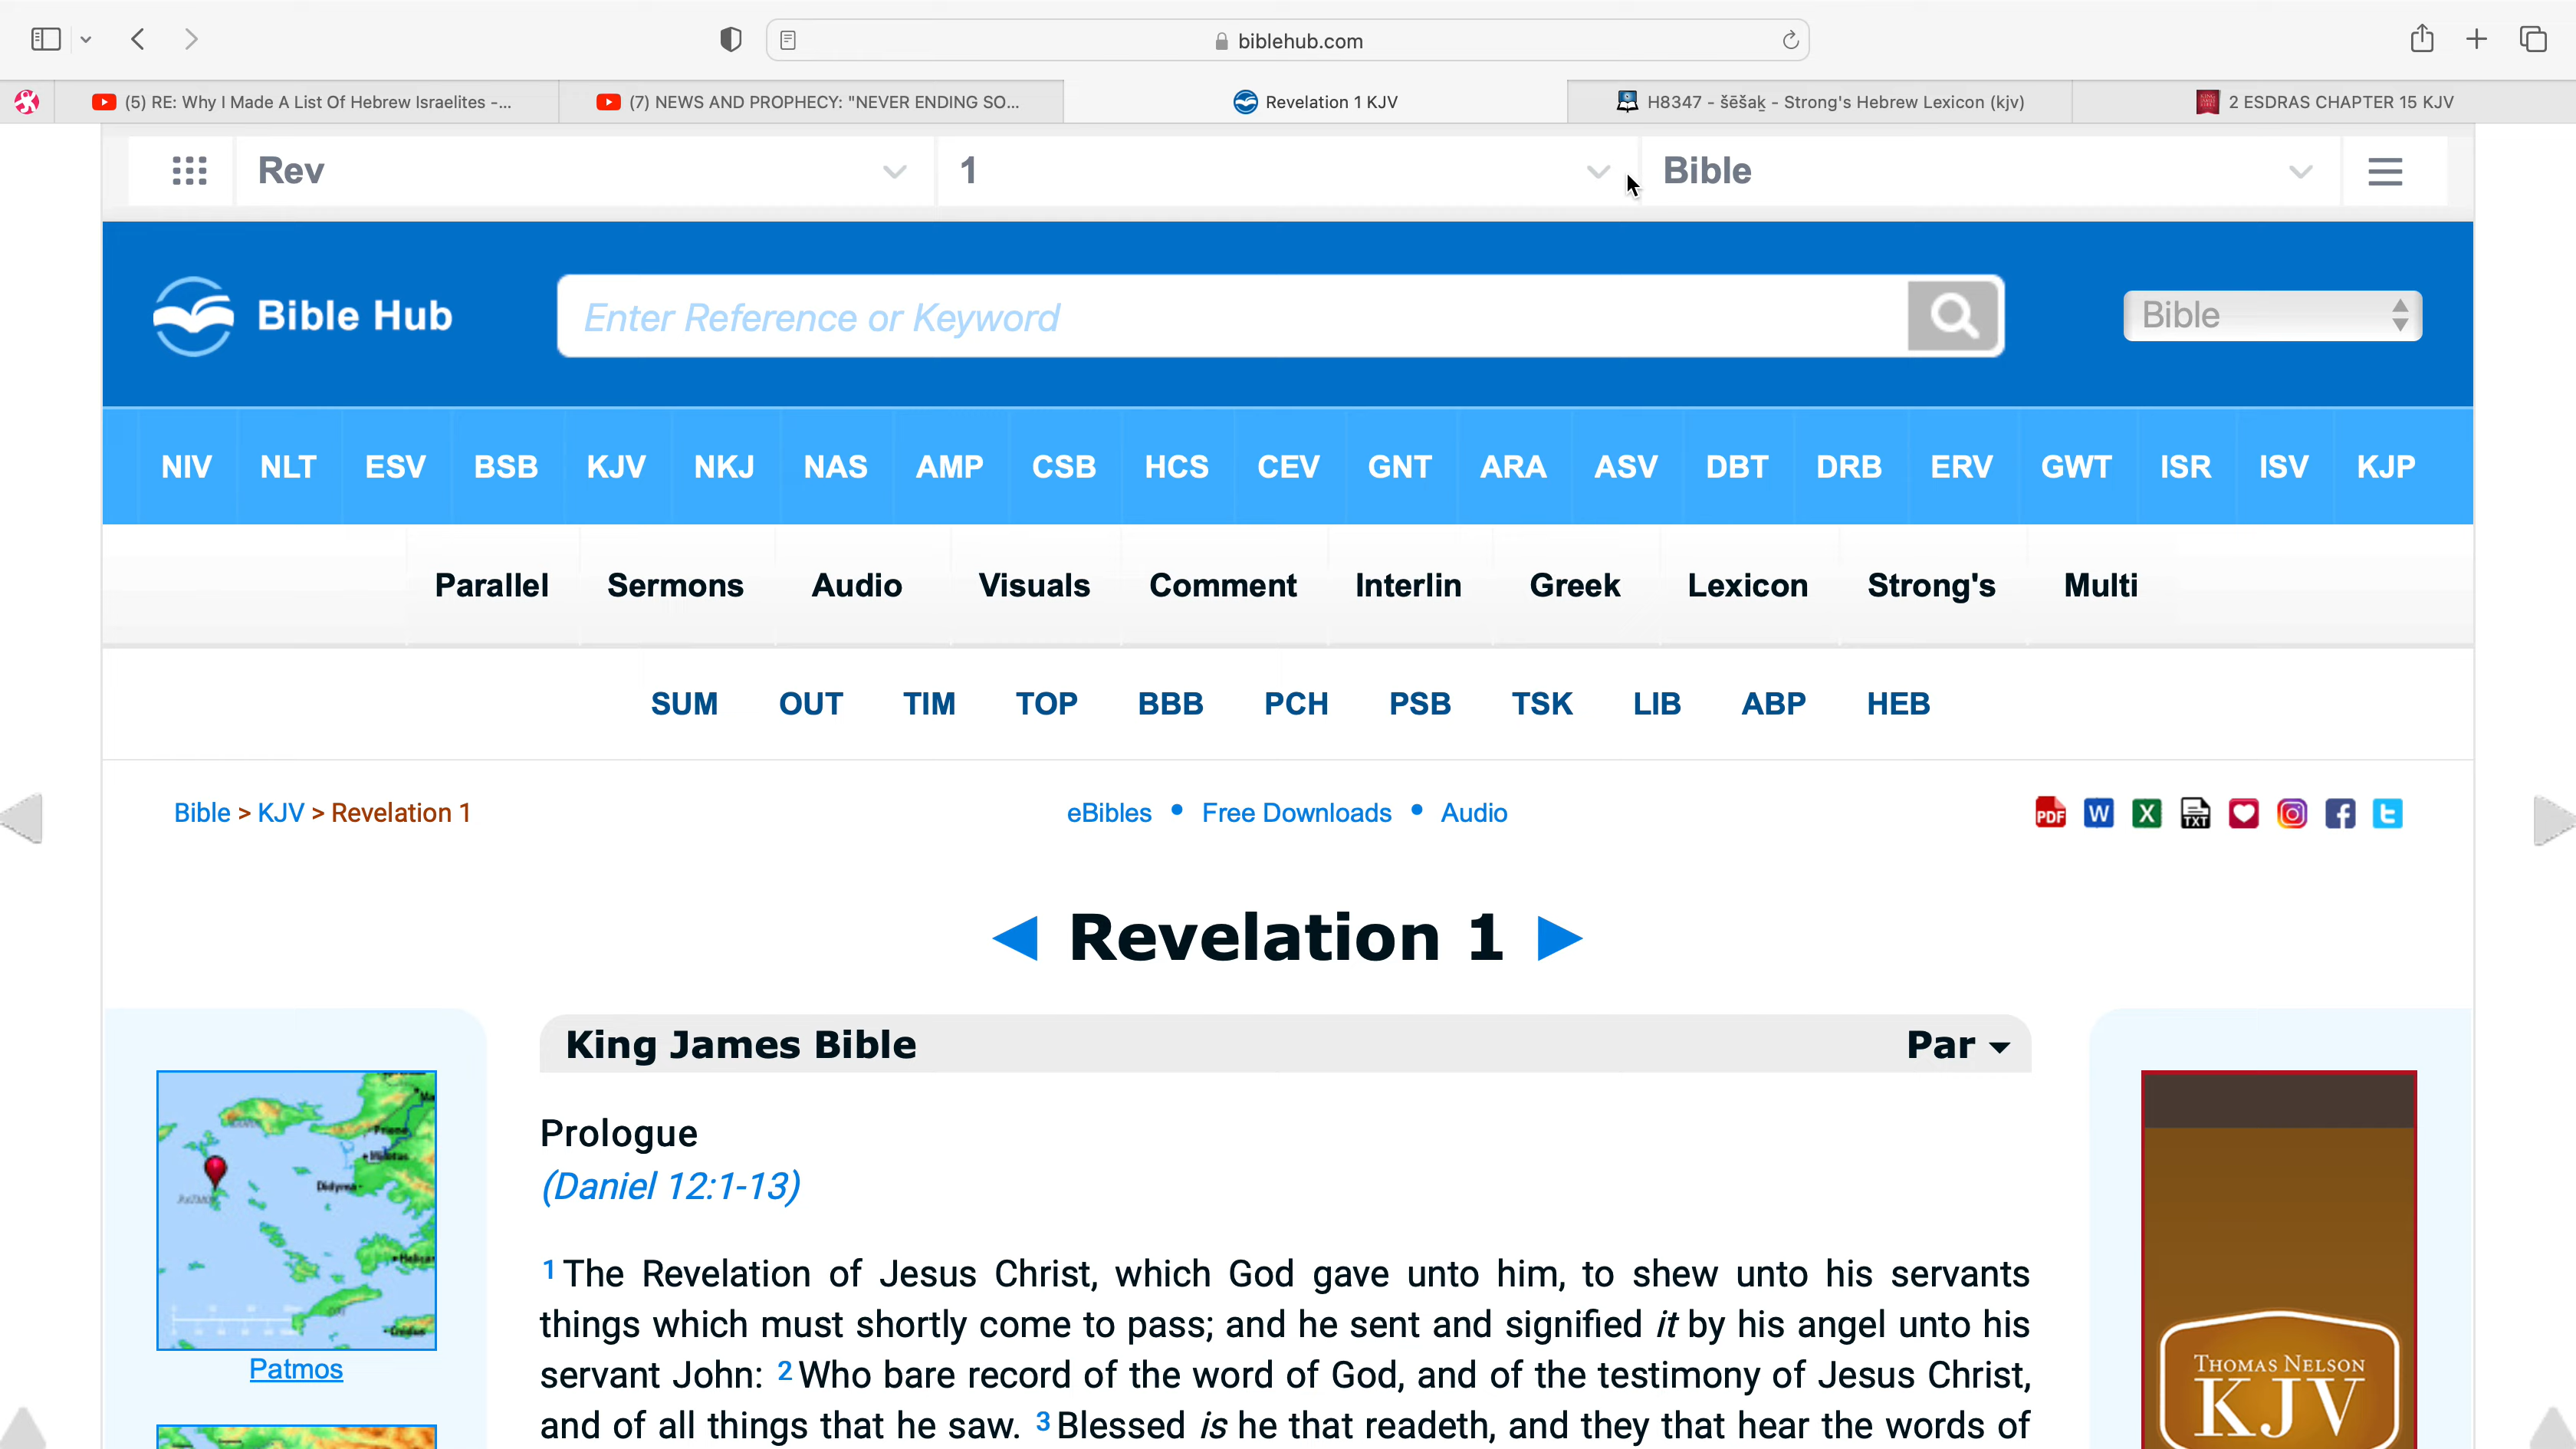 biblehub.com
(5) RE: Why I Made A List Of Hebrew Israelites -...
(7) NEWS AND PROPHECY: "NEVER ENDING SO...
Revelation 1 KJV
H8347 - šēšaḵ - Strong's Hebrew Lexicon (kjv)
2 ESDRAS CHAPTER 15 KJV
Rev
1
Bible
Bible Hub
Enter Reference or Keyword
Bible
NIV NLT ESV BSB KJV NKJ NAS AMP CSB HCS CEV GNT ARA ASV DBT DRB ERV GWT ISR ISV KJP
Parallel Sermons Audio Visuals Comment Interlin Greek Lexicon Strong's Multi
SUM OUT TIM TOP BBB PCH PSB TSK LIB ABP HEB
Bible > KJV > Revelation 1
eBibles • Free Downloads • Audio
PDF W X TXT
Revelation 1
King James Bible
Par
Prologue
(Daniel 12:1-13)
1 The Revelation of Jesus Christ, which God gave unto him, to shew unto his servants
things which must shortly come to pass; and he sent and signified it by his angel unto his
servant John: 2 Who bare record of the word of God, and of the testimony of Jesus Christ,
and of all things that he saw. 3 Blessed is he that readeth, and they that hear the words of
Priene
Didyma
Patmos
THOMAS NELSON
KJV